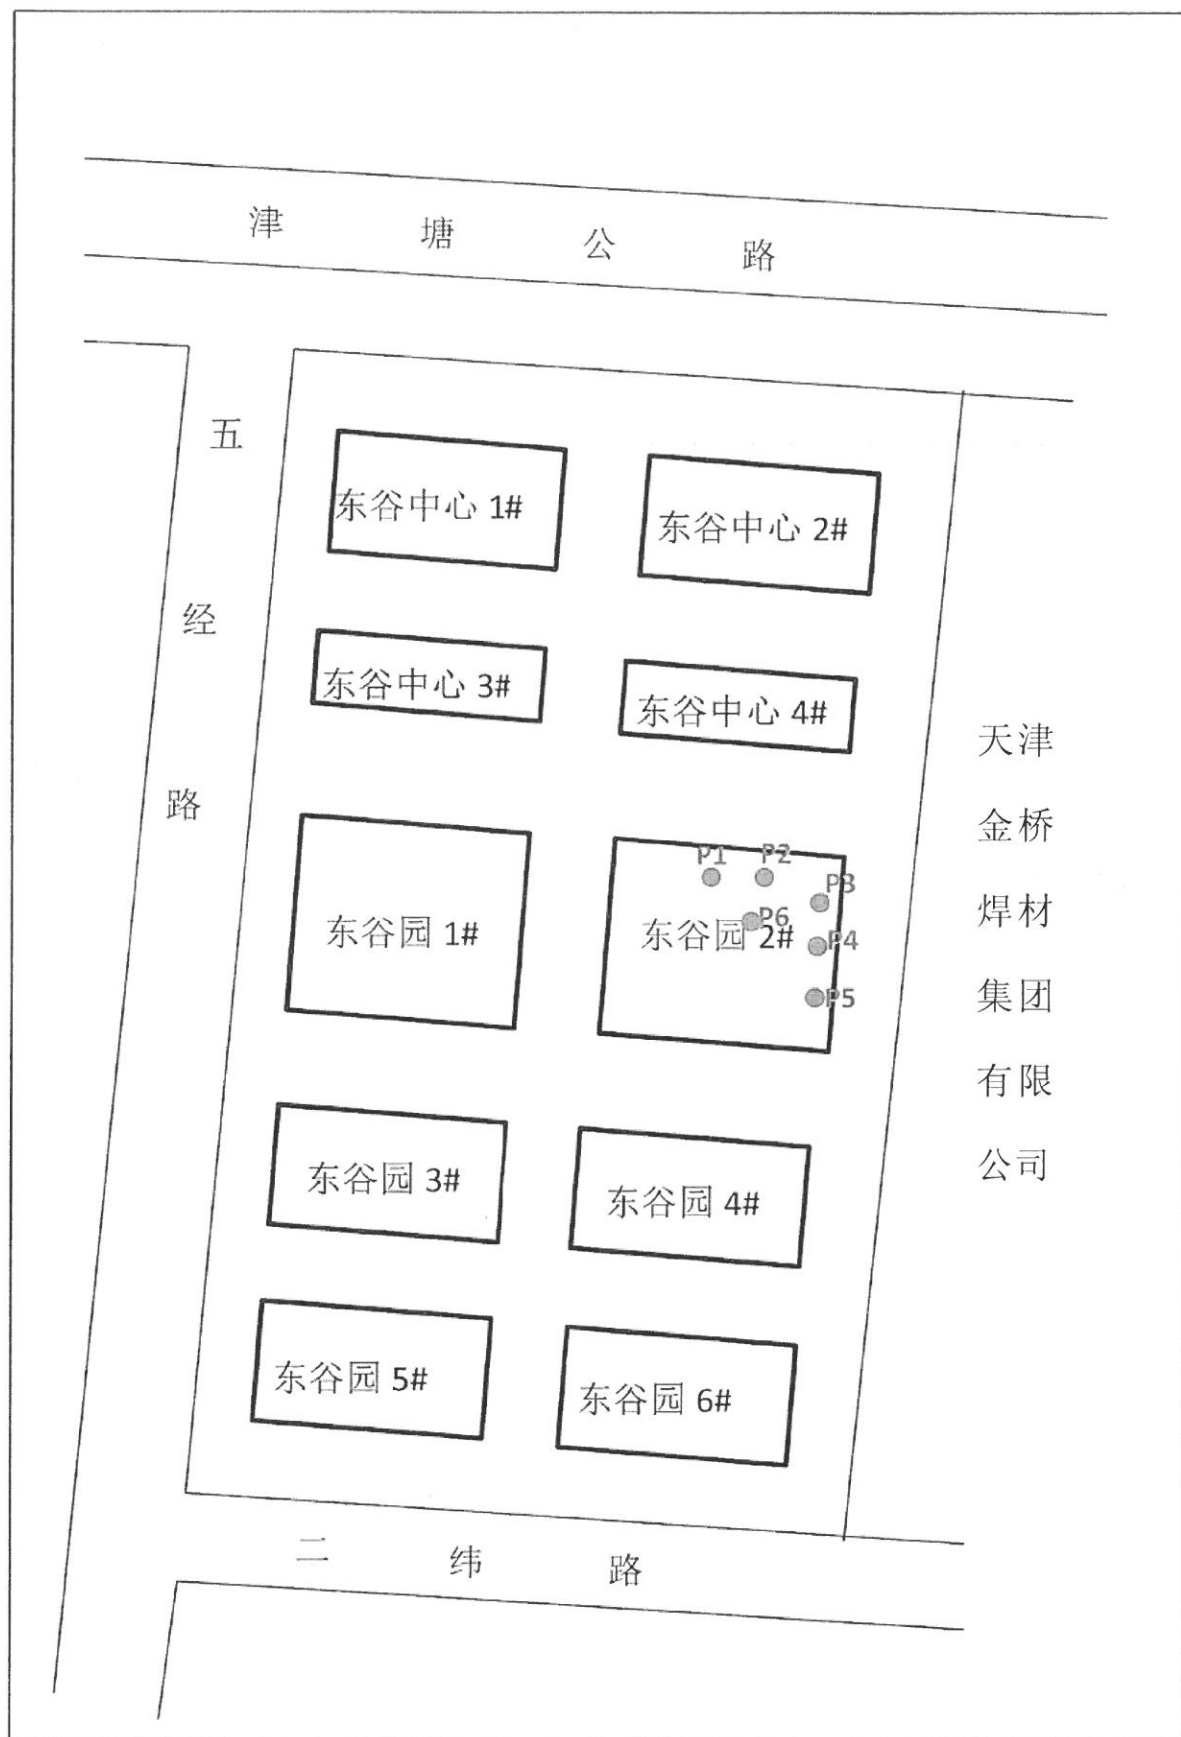 津塘公路
五经路
东谷中心 1#
东谷中心 2#
东谷中心 3#
东谷中心 4#
东谷园 1#
东谷园 2#
P1
P2
P3
P6
P4
P5
东谷园 3#
东谷园 4#
东谷园 5#
东谷园 6#
天津
金桥
焊材
集团
有限
公司
二纬路